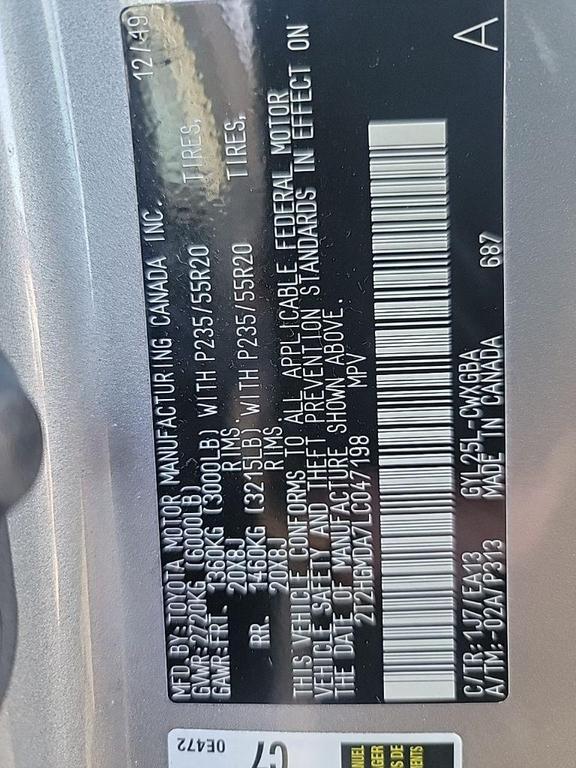 MFD BY:TOYOTA MOTOR MANUFACTURING CANADA INC. 12/19
GVWR:2720KG (6000LB)
GAWR:FRT. 1360KG (3000LB) WITH P235/55R20 TIRES,
20X8J RIMS.
RR. 1460KG (3215LB) WITH P235/55R20 TIRES,
20X8J RIMS.
THIS VEHICLE CONFORMS TO ALL APPLICABLE FEDERAL MOTOR
VEHICLE SAFETY AND THEFT PREVENTION STANDARDS IN EFFECT ON
THE DATE OF MANUFACTURE SHOWN ABOVE.
2T2HGMDA7LC047198 MPV
C/TR:1J7/EA13 GYL25L-CWXGBA
A/TM:-02A/P313 MADE IN CANADA 687 A
0E472